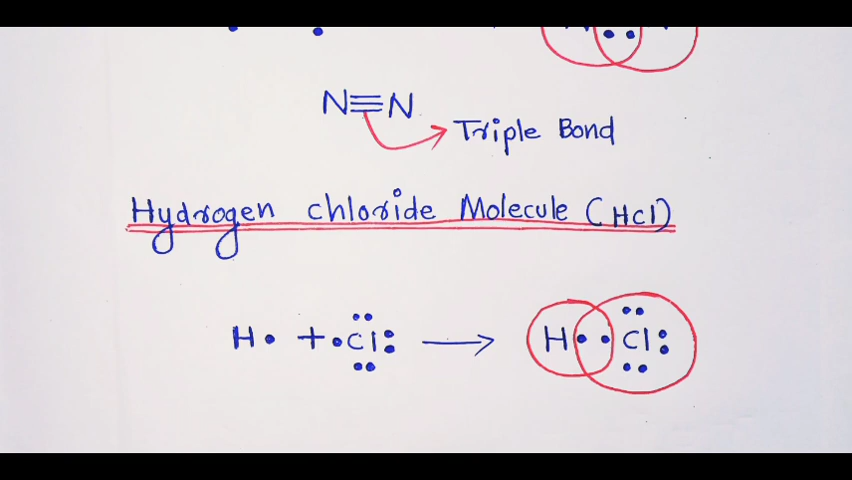 N≡N
Triple Bond
Hydrogen chloride Molecule (HCl)
H• + •Cl: → H • • Cl: